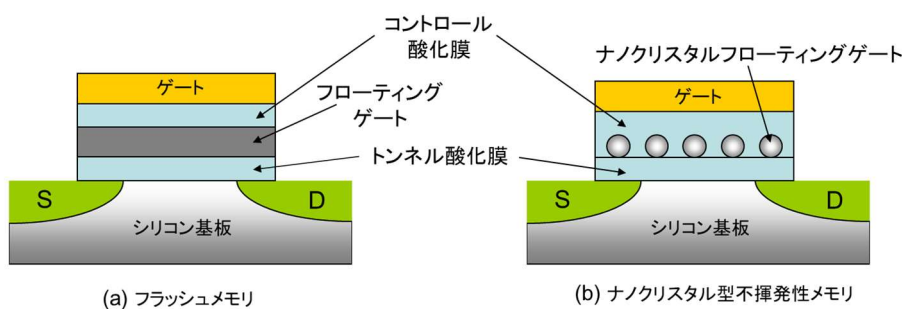 コントロール
酸化膜
ゲート
フローティング
ゲート
トンネル酸化膜
S
D
シリコン基板
(a) フラッシュメモリ
ナノクリスタルフローティングゲート
ゲート
S
D
シリコン基板
(b) ナノクリスタル型不揮発性メモリ